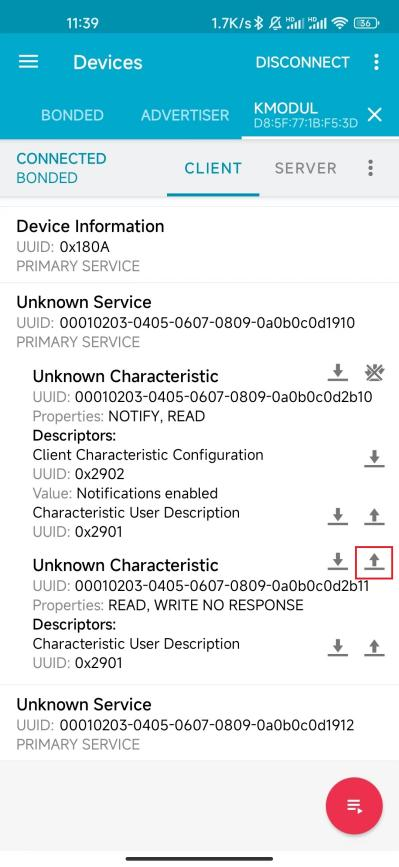 11:39
1.7K/s HD HD 36
Devices
DISCONNECT
BONDED
ADVERTISER
KMODUL
D8:5F:77:1B:F5:3D
CONNECTED
BONDED
CLIENT
SERVER
Device Information
UUID: 0x180A
PRIMARY SERVICE
Unknown Service
UUID: 00010203-0405-0607-0809-0a0b0c0d1910
PRIMARY SERVICE
Unknown Characteristic
UUID: 00010203-0405-0607-0809-0a0b0c0d2b10
Properties: NOTIFY, READ
Descriptors:
Client Characteristic Configuration
UUID: 0x2902
Value: Notifications enabled
Characteristic User Description
UUID: 0x2901
Unknown Characteristic
UUID: 00010203-0405-0607-0809-0a0b0c0d2b11
Properties: READ, WRITE NO RESPONSE
Descriptors:
Characteristic User Description
UUID: 0x2901
Unknown Service
UUID: 00010203-0405-0607-0809-0a0b0c0d1912
PRIMARY SERVICE